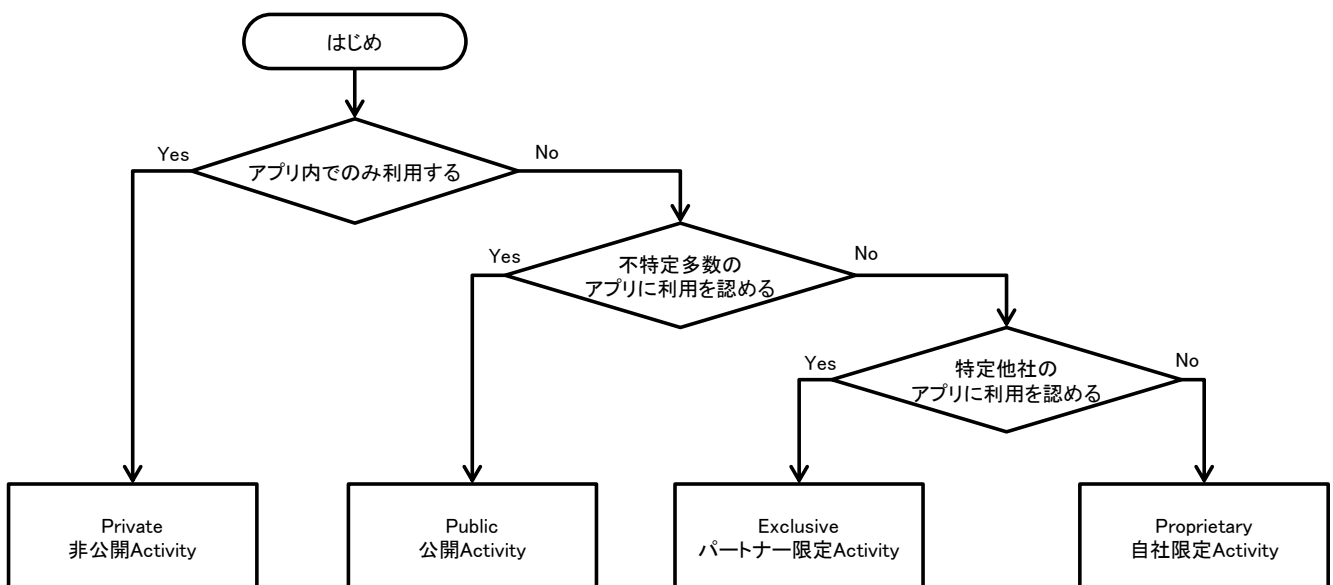 はじめ
Yes
アプリ内でのみ利用する
No
Yes
不特定多数の
アプリに利用を認める
No
Yes
特定他社の
アプリに利用を認める
No
Private
非公開Activity
Public
公開Activity
Exclusive
パートナー限定Activity
Proprietary
自社限定Activity